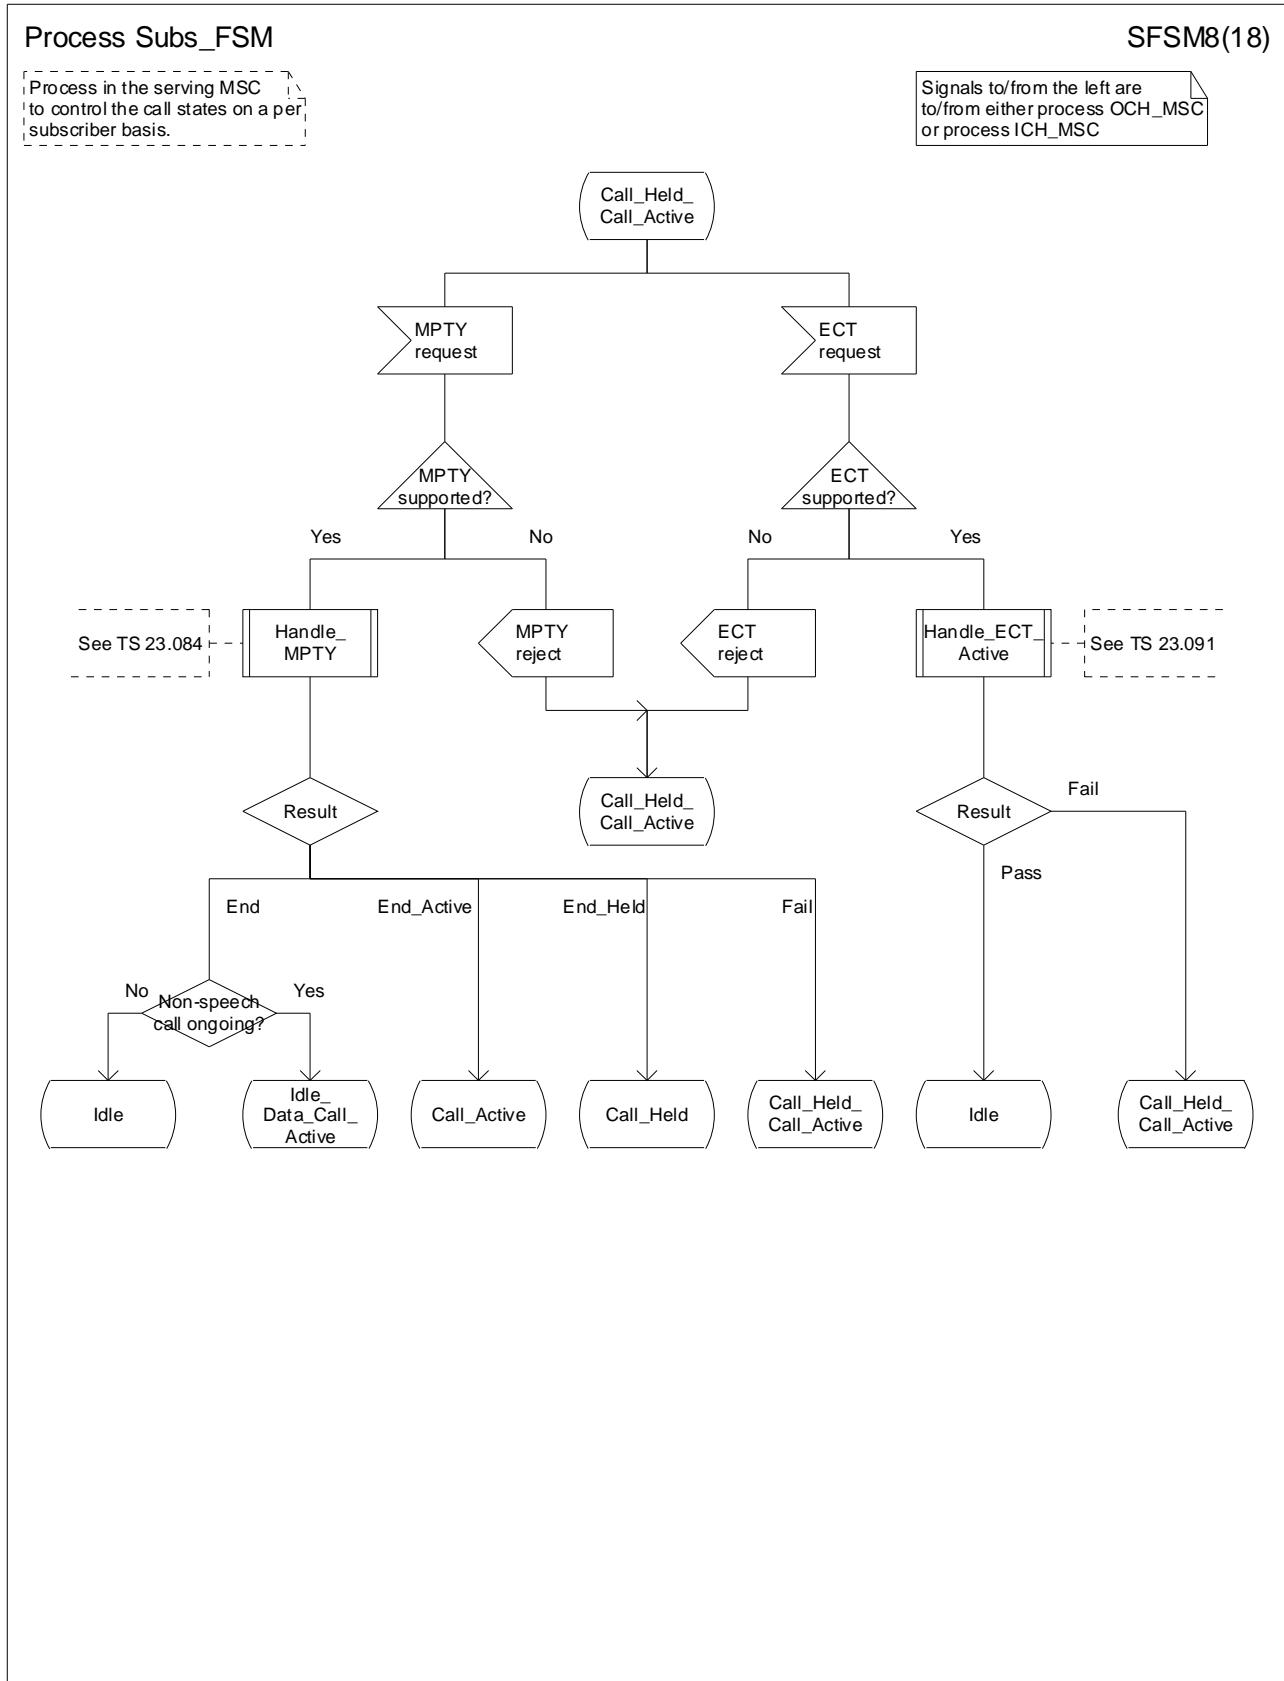 Process Subs_FSM
SFSM8(18)
Process in the serving MSC
to control the call states on a per
subscriber basis.
Signals to/from the left are
to/from either process OCH_MSC
or process ICH_MSC
Call_Held_
Call_Active
MPTY
request
ECT
request
MPTY
supported?
ECT
supported?
Yes
No
No
Yes
See TS 23.084
Handle_
MPTY
MPTY
reject
ECT
reject
Handle_ECT_
Active
See TS 23.091
Result
Call_Held_
Call_Active
Result
Fail
Pass
End
End_Active
End_Held
Fail
No
Non-speech
call ongoing?
Yes
Idle
Idle_
Data_Call_
Active
Call_Active
Call_Held
Call_Held_
Call_Active
Idle
Call_Held_
Call_Active